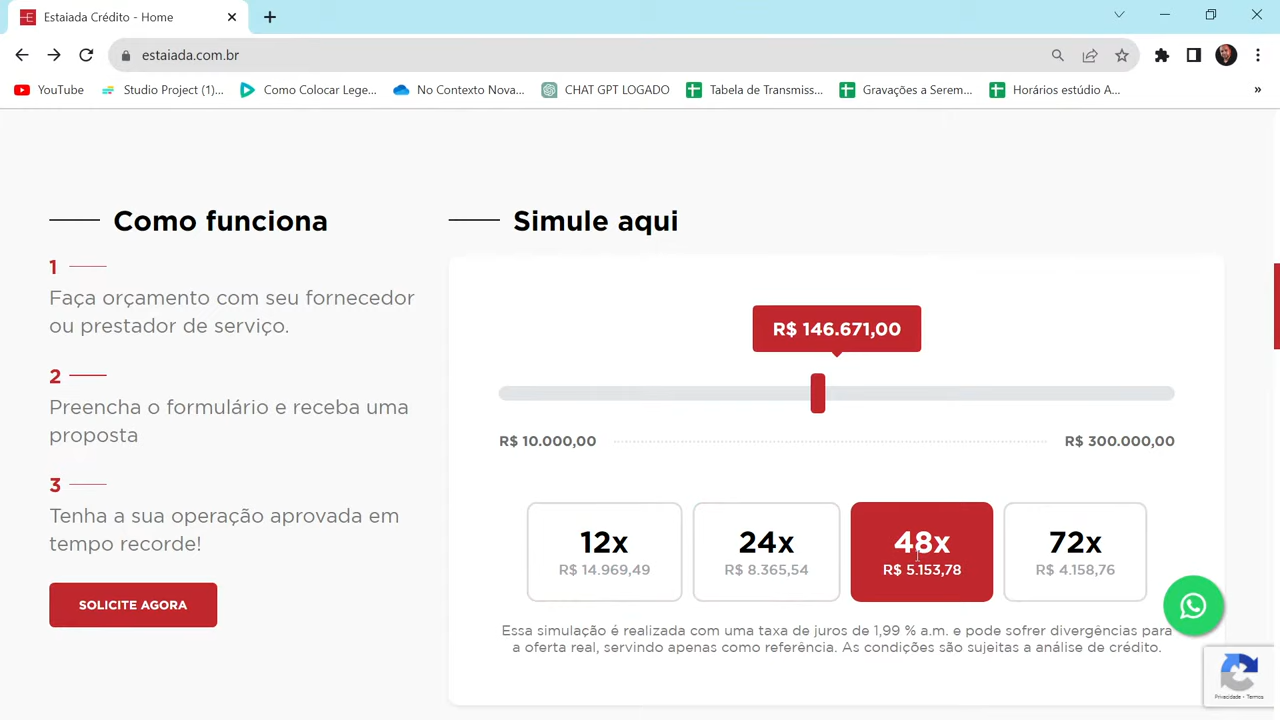 Estaiada Crédito - Home
estaiada.com.br
YouTube
Studio Project (1)...
Como Colocar Lege...
No Contexto Nova...
CHAT GPT LOGADO
Tabela de Transmiss...
Gravações a Serem...
Horários estúdio A...
»
Como funciona
1
Faça orçamento com seu fornecedor
ou prestador de serviço.
2
Preencha o formulário e receba uma
proposta
3
Tenha a sua operação aprovada em
tempo recorde!
SOLICITE AGORA
Simule aqui
R$ 146.671,00
R$ 10.000,00
R$ 300.000,00
12x
R$ 14.969,49
24x
R$ 8.365,54
48x
R$ 5.153,78
72x
R$ 4.158,76
Essa simulação é realizada com uma taxa de juros de 1,99 % a.m. e pode sofrer divergências para
a oferta real, servindo apenas como referência. As condições são sujeitas a análise de crédito.
Privacidade - Termos